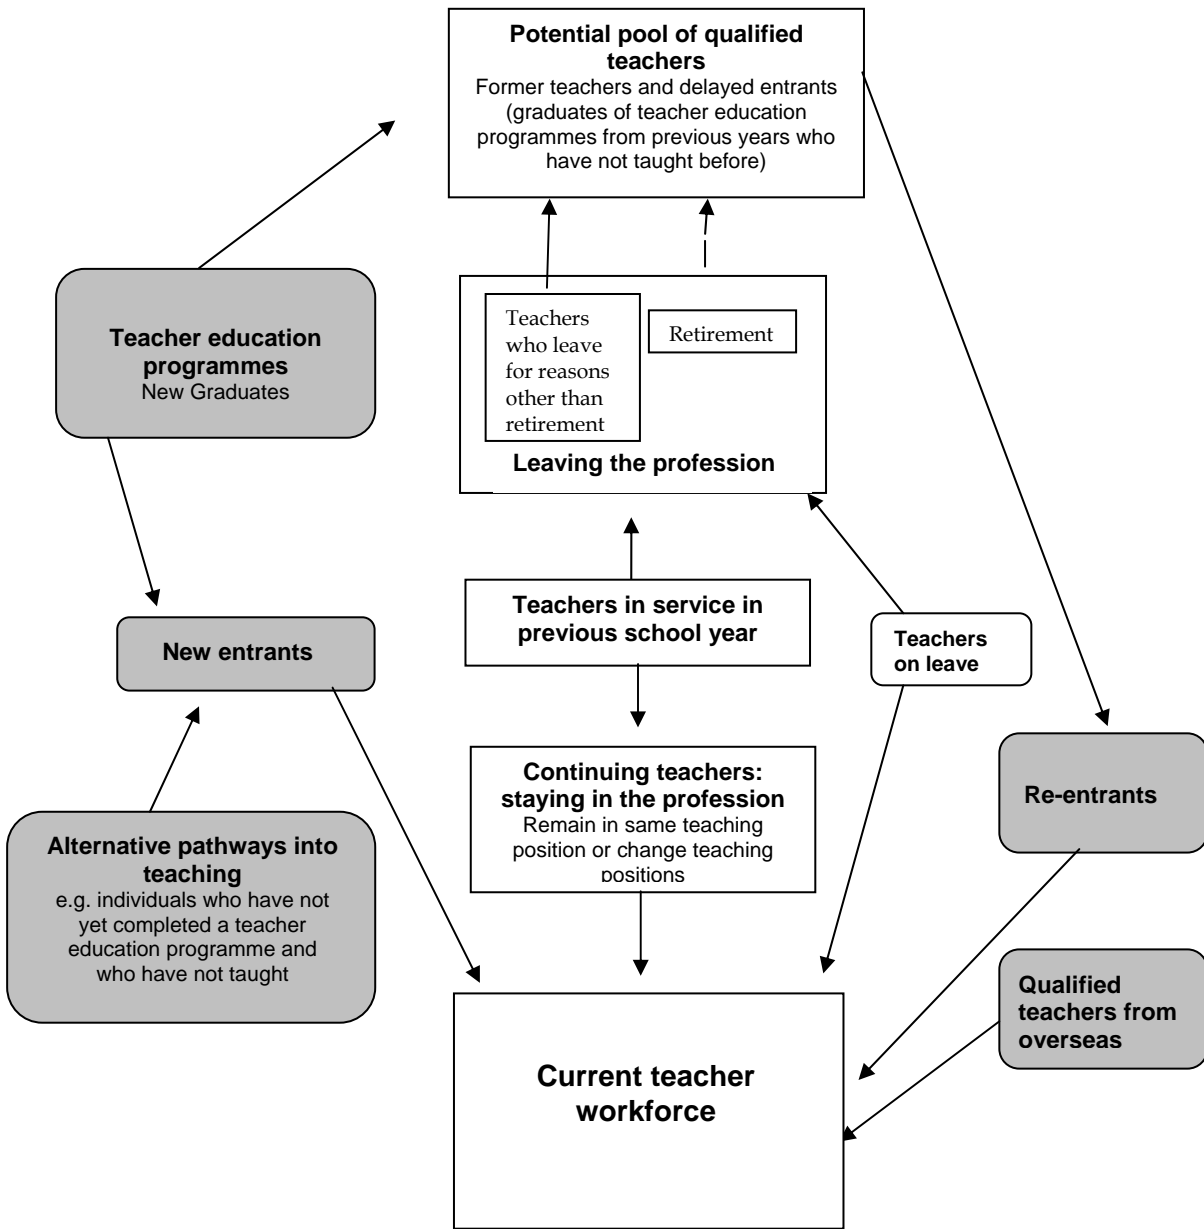 Potential pool of qualified
teachers
Former teachers and delayed entrants
(graduates of teacher education
programmes from previous years who
have not taught before)
Teacher education
programmes
New Graduates
Teachers
who leave
for reasons
other than
retirement
Retirement
Leaving the profession
Teachers in service in
previous school year
Teachers
on leave
New entrants
Continuing teachers:
staying in the profession
Remain in same teaching
position or change teaching
positions
Re-entrants
Alternative pathways into
teaching
e.g. individuals who have not
yet completed a teacher
education programme and
who have not taught
Qualified
teachers from
overseas
Current teacher
workforce